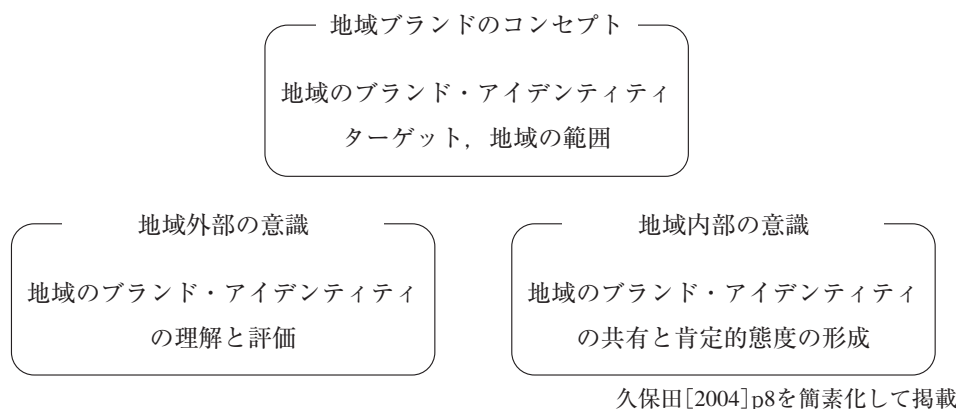 地域ブランドのコンセプト
地域のブランド・アイデンティティ
ターゲット，地域の範囲
地域外部の意識
地域のブランド・アイデンティティ
の理解と評価
地域内部の意識
地域のブランド・アイデンティティ
の共有と肯定的態度の形成
久保田[2004]p8を簡素化して掲載